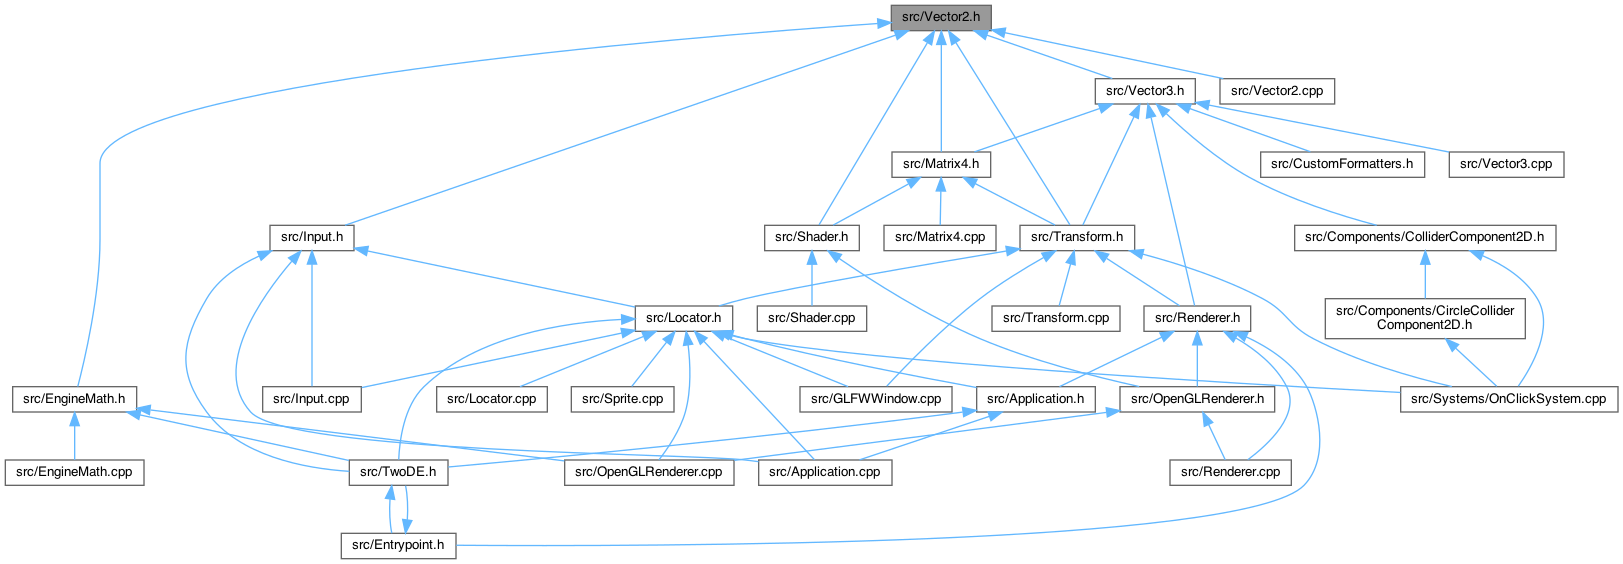 src/Vector2.h
src/Vector3.h
src/Vector2.cpp
src/Matrix4.h
src/CustomFormatters.h
src/Vector3.cpp
src/Input.h
src/Shader.h
src/Matrix4.cpp
src/Transform.h
src/Components/ColliderComponent2D.h
src/Locator.h
src/Shader.cpp
src/Transform.cpp
src/Renderer.h
src/Components/CircleCollider
Component2D.h
src/EngineMath.h
src/Input.cpp
src/Locator.cpp
src/Sprite.cpp
src/GLFWWindow.cpp
src/Application.h
src/OpenGLRenderer.h
src/Systems/OnClickSystem.cpp
src/EngineMath.cpp
src/TwoDE.h
src/OpenGLRenderer.cpp
src/Application.cpp
src/Renderer.cpp
src/Entrypoint.h